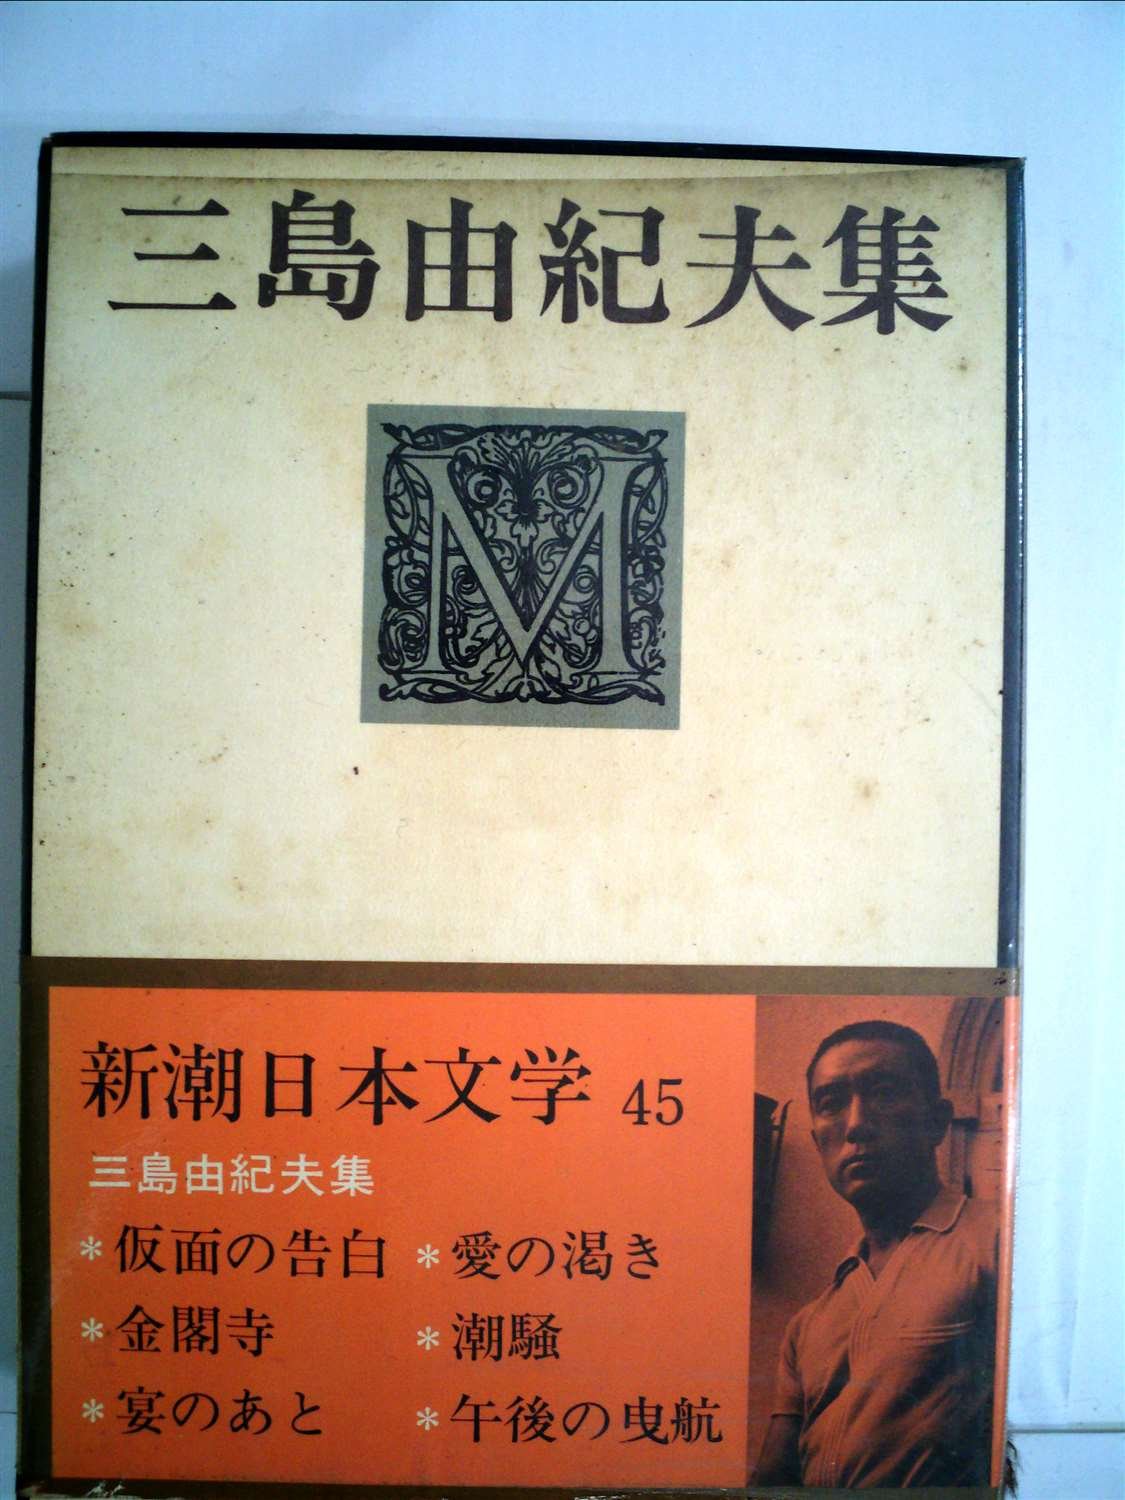 三島由紀夫集
M
新潮日本文学 45
三島由紀夫集
*仮面の告白 *愛の渇き
*金閣寺 *潮騒
*宴のあと *午後の曳航